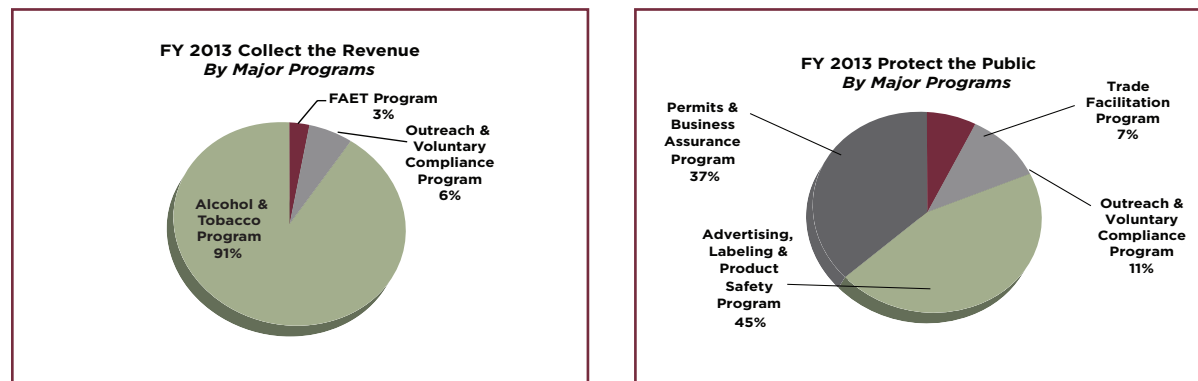 FY 2013 Collect the Revenue
By Major Programs
FAET Program
3%
Outreach &
Voluntary
Compliance
Program
6%
Alcohol &
Tobacco
Program
91%
FY 2013 Protect the Public
By Major Programs
Trade
Facilitation
Program
7%
Permits &
Business
Assurance
Program
37%
Outreach &
Voluntary
Compliance
Program
11%
Advertising,
Labeling &
Product
Safety
Program
45%